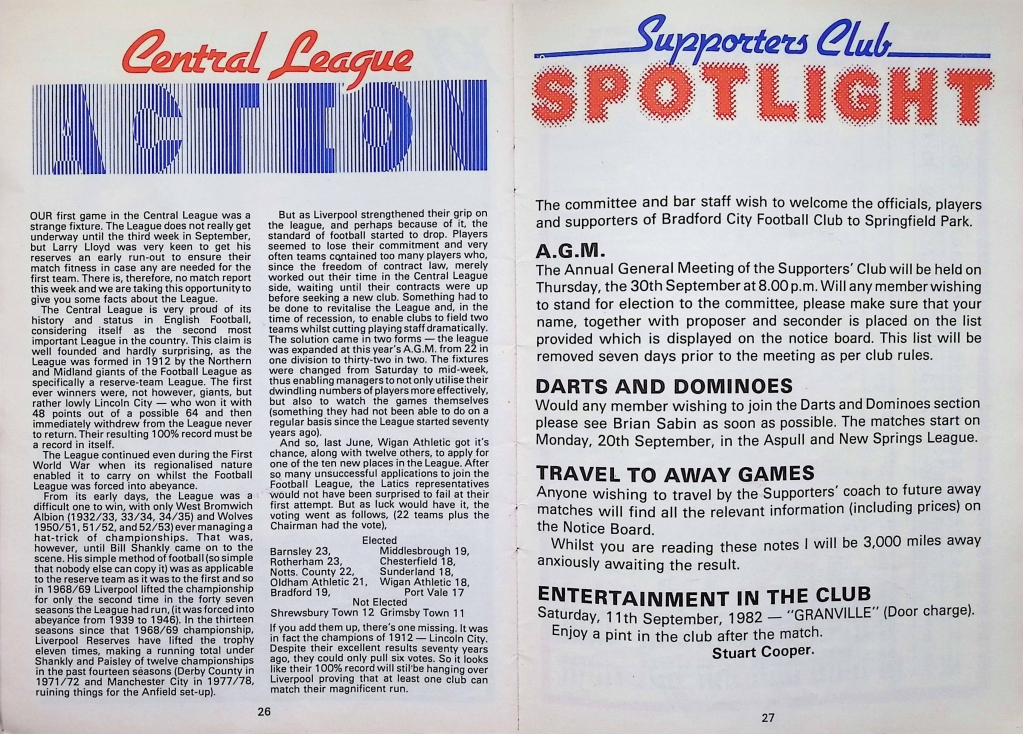 Central League
ACTION
OUR first game in the Central League was a
strange fixture. The League does not really get
underway until the third week in September,
but Larry Lloyd was very keen to get his
reserves an early run-out to ensure their
match fitness in case any are needed for the
first team. There is, therefore, no match report
this week and we are taking this opportunity to
give you some facts about the League.
The Central League is very proud of its
history and status in English Football,
considering itself as the second most
important League in the country. This claim is
well founded and hardly surprising, as the
League was formed in 1912 by the Northern
and Midland giants of the Football League as
specifically a reserve-team League. The first
ever winners were, not however, giants, but
rather lowly Lincoln City — who won it with
48 points out of a possible 64 and then
immediately withdrew from the League never
to return. Their resulting 100% record must be
a record in itself.
The League continued even during the First
World War when its regionalised nature
enabled it to carry on whilst the Football
League was forced into abeyance.
From its early days, the League was a
difficult one to win, with only West Bromwich
Albion (1932/33, 33/34, 34/35) and Wolves
1950/51, 51/52, and 52/53) ever managing a
hat-trick of championships. That was,
however, until Bill Shankly came on to the
scene. His simple method of football (so simple
that nobody else can copy it) was as applicable
to the reserve team as it was to the first and so
in 1968/69 Liverpool lifted the championship
for only the second time in the forty seven
seasons the League had run, (it was forced into
abeyance from 1939 to 1946). In the thirteen
seasons since that 1968/69 championship,
Liverpool Reserves have lifted the trophy
eleven times, making a running total under
Shankly and Paisley of twelve championships
in the past fourteen seasons (Derby County in
1971/72 and Manchester City in 1977/78,
ruining things for the Anfield set-up).
But as Liverpool strengthened their grip on
the league, and perhaps because of it, the
standard of football started to drop. Players
seemed to lose their commitment and very
often teams contained too many players who,
since the freedom of contract law, merely
worked out their time in the Central League
side, waiting until their contracts were up
before seeking a new club. Something had to
be done to revitalise the League and, in the
time of recession, to enable clubs to field two
teams whilst cutting playing staff dramatically.
The solution came in two forms — the league
was expanded at this year's A.G.M. from 22 in
one division to thirty-two in two. The fixtures
were changed from Saturday to mid-week,
thus enabling managers to not only utilise their
dwindling numbers of players more effectively,
but also to watch the games themselves
(something they had not been able to do on a
regular basis since the League started seventy
years ago).
And so, last June, Wigan Athletic got it's
chance, along with twelve others, to apply for
one of the ten new places in the League. After
so many unsuccessful applications to join the
Football League, the Latics representatives
would not have been surprised to fail at their
first attempt. But as luck would have it, the
voting went as follows, (22 teams plus the
Chairman had the vote),
Elected
Barnsley 23, Middlesbrough 19,
Rotherham 23, Chesterfield 18,
Notts. County 22, Sunderland 18,
Oldham Athletic 21, Wigan Athletic 18,
Bradford 19, Port Vale 17
Not Elected
Shrewsbury Town 12 Grimsby Town 11
If you add them up, there's one missing. It was
in fact the champions of 1912 — Lincoln City.
Despite their excellent results seventy years
ago, they could only pull six votes. So it looks
like their 100% record will still be hanging over
Liverpool proving that at least one club can
match their magnificent run.
26
Supporters Club
SPOTLIGHT
The committee and bar staff wish to welcome the officials, players
and supporters of Bradford City Football Club to Springfield Park.
A.G.M.
The Annual General Meeting of the Supporters' Club will be held on
Thursday, the 30th September at 8.00 p.m. Will any member wishing
to stand for election to the committee, please make sure that your
name, together with proposer and seconder is placed on the list
provided which is displayed on the notice board. This list will be
removed seven days prior to the meeting as per club rules.
DARTS AND DOMINOES
Would any member wishing to join the Darts and Dominoes section
please see Brian Sabin as soon as possible. The matches start on
Monday, 20th September, in the Aspull and New Springs League.
TRAVEL TO AWAY GAMES
Anyone wishing to travel by the Supporters' coach to future away
matches will find all the relevant information (including prices) on
the Notice Board.
Whilst you are reading these notes I will be 3,000 miles away
anxiously awaiting the result.
ENTERTAINMENT IN THE CLUB
Saturday, 11th September, 1982 — "GRANVILLE" (Door charge).
Enjoy a pint in the club after the match.
Stuart Cooper.
27